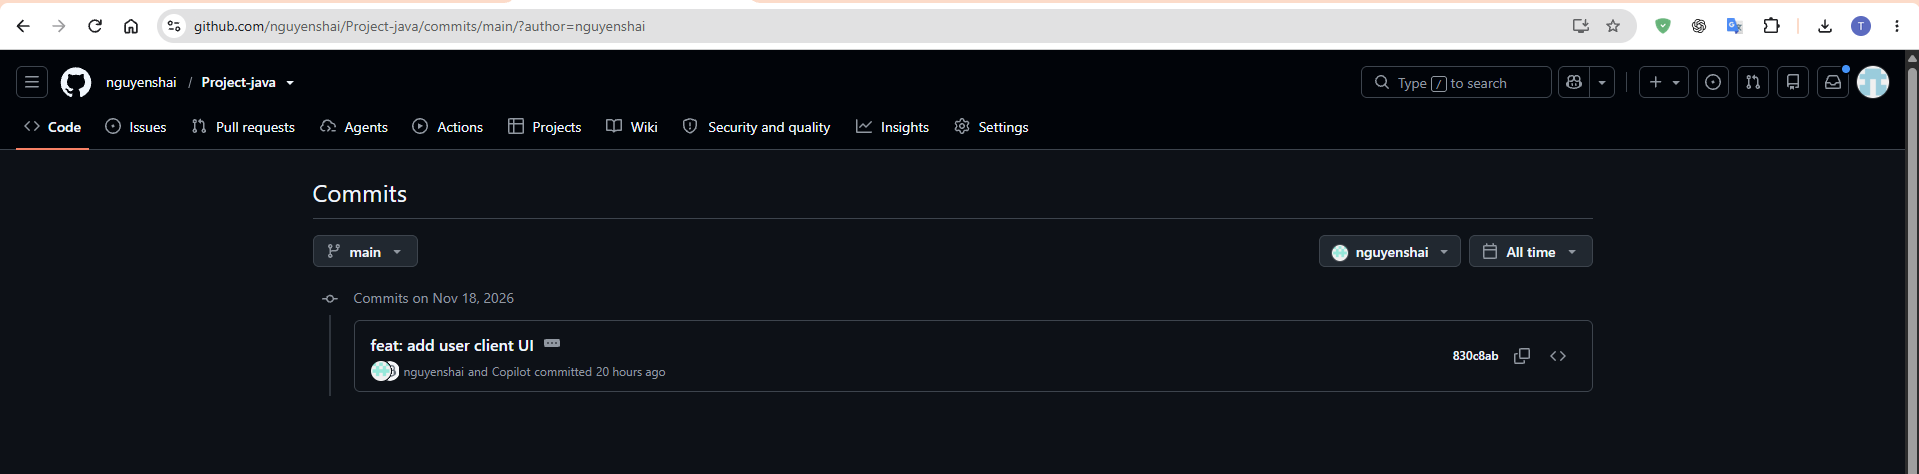 github.com/nguyenshai/Project-java/commits/main/?author=nguyenshai
T
nguyenshai / Project-java
Type / to search
Code Issues Pull requests Agents Actions Projects Wiki Security and quality Insights Settings
Commits
main nguyenshai All time
Commits on Nov 18, 2026
feat: add user client UI
830c8ab
nguyenshai and Copilot committed 20 hours ago